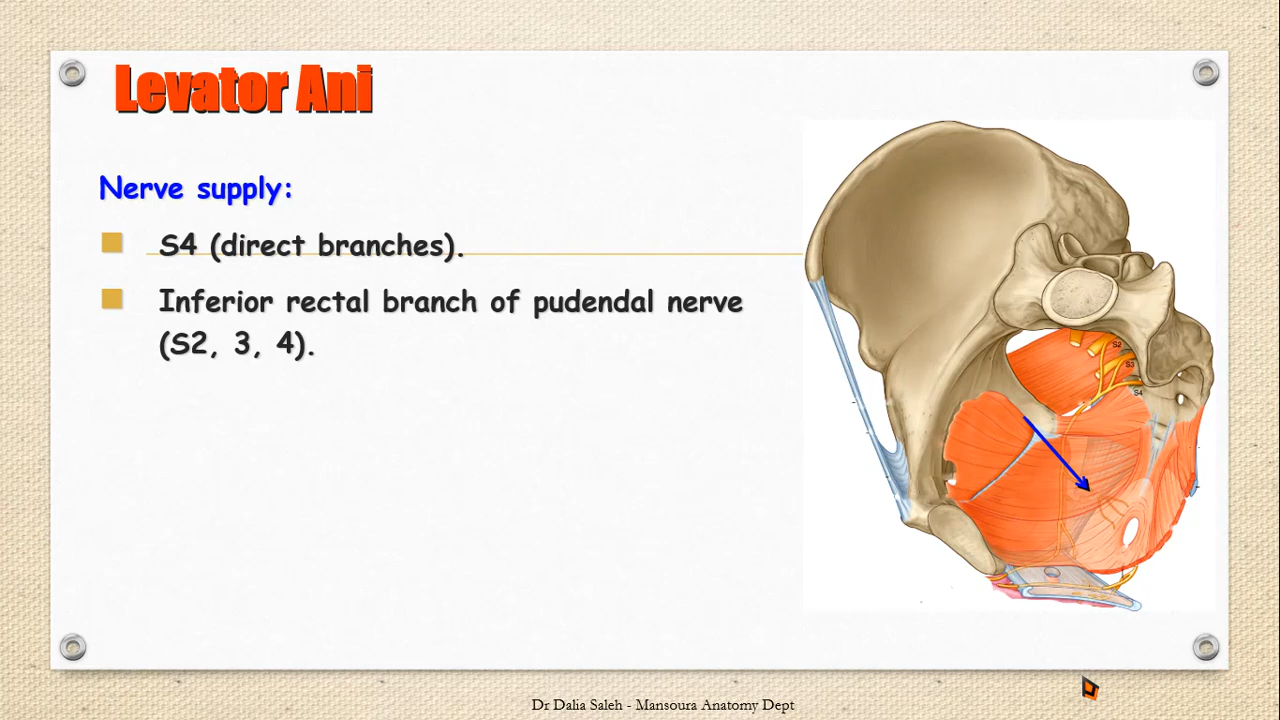 Levator Ani
Nerve supply:
S4 (direct branches).
Inferior rectal branch of pudendal nerve
(S2, 3, 4).
S2
S3
S4
Dr Dalia Saleh - Mansoura Anatomy Dept